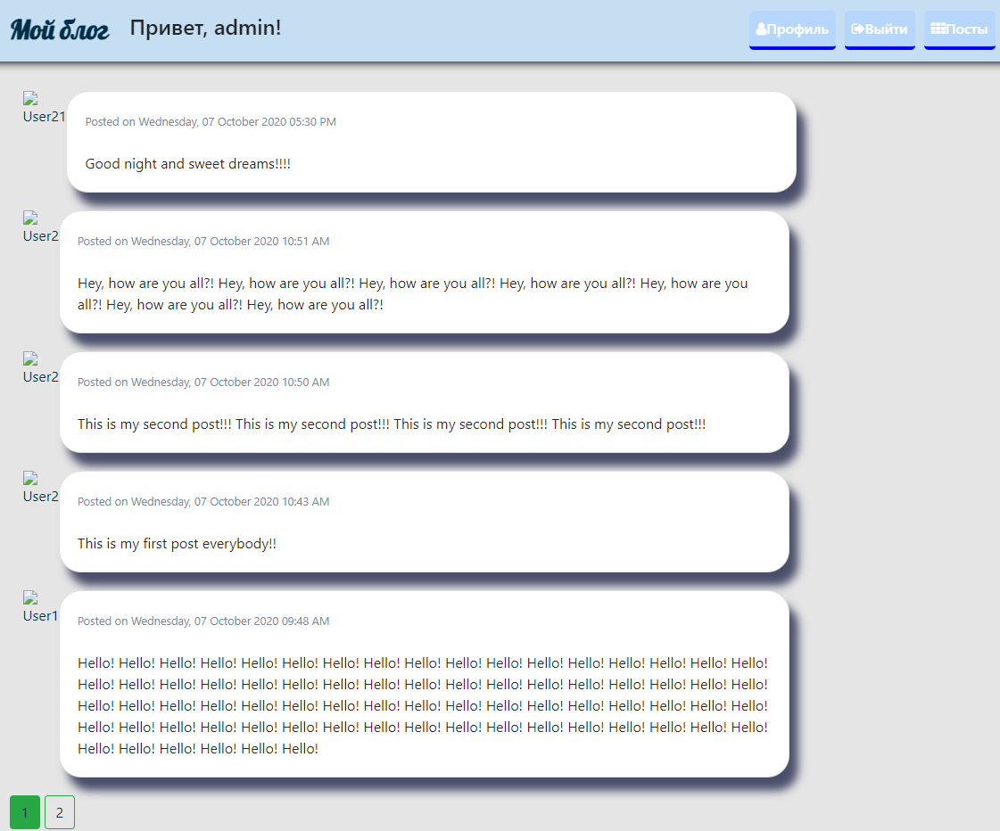 Мой блог
Привет, admin!
Профиль
Выйти
Посты
User21
Posted on Wednesday, 07 October 2020 05:30 PM
Good night and sweet dreams!!!!
User2
Posted on Wednesday, 07 October 2020 10:51 AM
Hey, how are you all?! Hey, how are you all?! Hey, how are you all?! Hey, how are you all?! Hey, how are you
all?! Hey, how are you all?! Hey, how are you all?!
User2
Posted on Wednesday, 07 October 2020 10:50 AM
This is my second post!!! This is my second post!!! This is my second post!!! This is my second post!!!
User2
Posted on Wednesday, 07 October 2020 10:43 AM
This is my first post everybody!!
User1
Posted on Wednesday, 07 October 2020 09:48 AM
Hello! Hello! Hello! Hello! Hello! Hello! Hello! Hello! Hello! Hello! Hello! Hello! Hello! Hello! Hello! Hello! Hello!
Hello! Hello! Hello! Hello! Hello! Hello! Hello! Hello! Hello! Hello! Hello! Hello! Hello! Hello! Hello! Hello! Hello!
Hello! Hello! Hello! Hello! Hello! Hello! Hello! Hello! Hello! Hello! Hello! Hello! Hello! Hello! Hello! Hello! Hello!
Hello! Hello! Hello! Hello! Hello! Hello! Hello! Hello! Hello! Hello! Hello! Hello! Hello! Hello! Hello! Hello! Hello!
Hello! Hello! Hello! Hello! Hello! Hello!
1 2